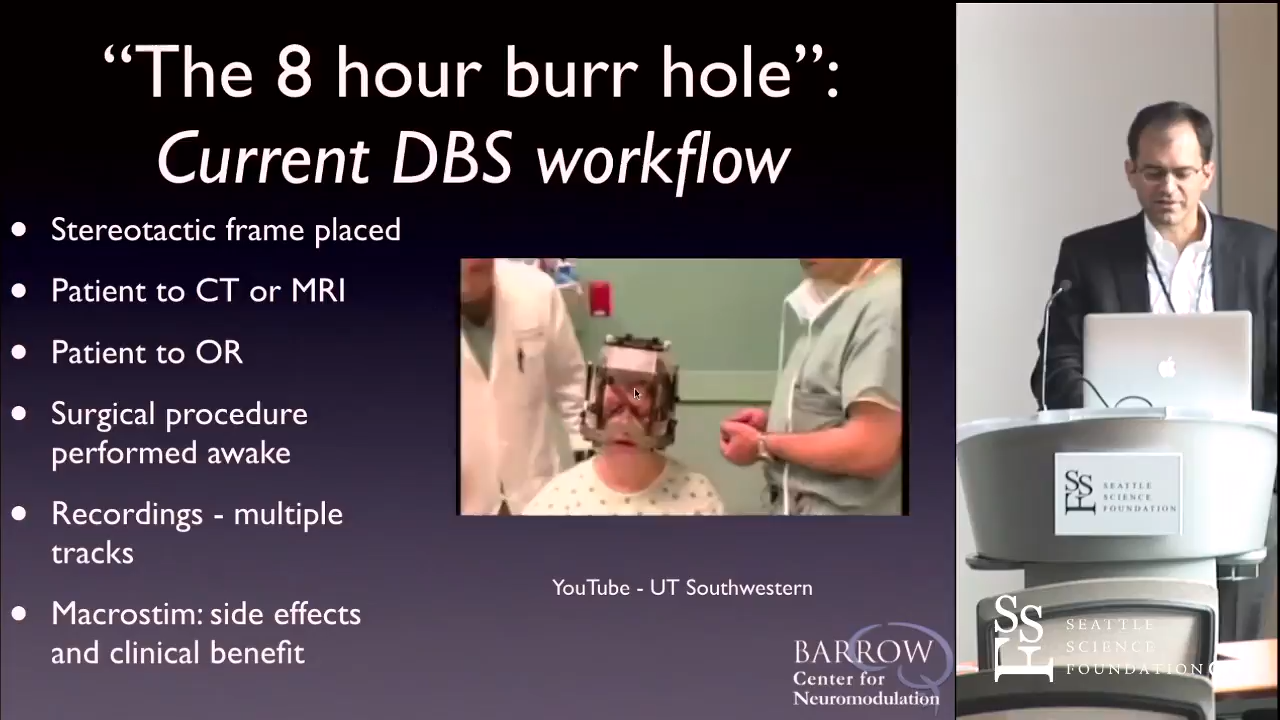 “The 8 hour burr hole”:
Current DBS workflow
Stereotactic frame placed
Patient to CT or MRI
Patient to OR
Surgical procedure
performed awake
Recordings - multiple
tracks
Macrostim: side effects
and clinical benefit
YouTube - UT Southwestern
BARROW
Center for
Neuromodulation
SSF
SEATTLE
SCIENCE
FOUNDATION
SSF
SEATTLE
SCIENCE
FOUNDATION